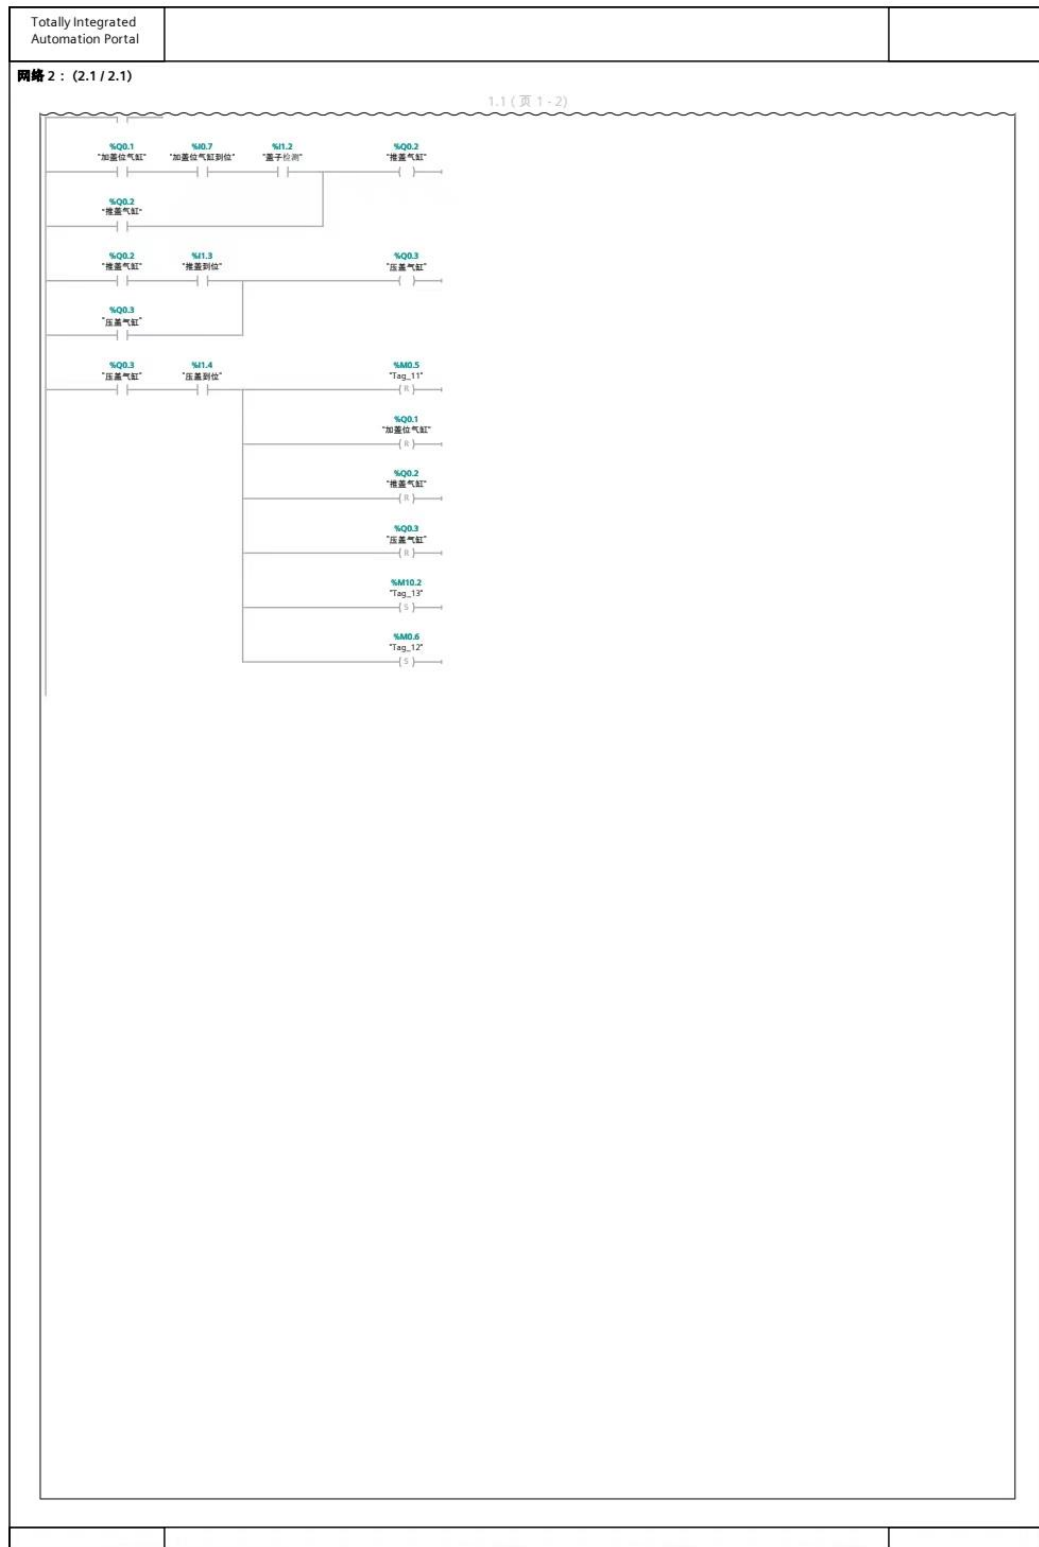 Totally Integrated
Automation Portal
网络 2 : (2.1 / 2.1)
1.1 ( 页 1 - 2)
%Q0.1 %I0.7 %I1.2 %Q0.2
"加盖位气缸" "加盖位气缸到位" "盖子检测" "推盖气缸"
%Q0.2
"推盖气缸"
%Q0.2 %I1.3 %Q0.3
"推盖气缸" "推盖到位" "压盖气缸"
%Q0.3
"压盖气缸"
%Q0.3 %I1.4 %M0.5
"压盖气缸" "压盖到位" "Tag_11"
R
%Q0.1
"加盖位气缸"
R
%Q0.2
"推盖气缸"
R
%Q0.3
"压盖气缸"
R
%M10.2
"Tag_13"
S
%M0.6
"Tag_12"
S